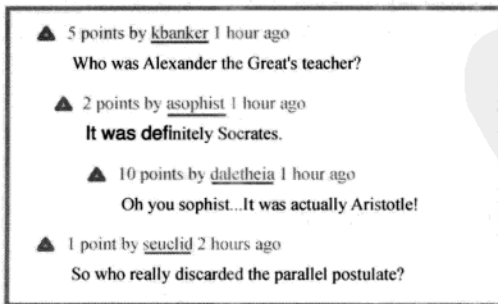 5 points by kbanker 1 hour ago
Who was Alexander the Great's teacher?
2 points by asophist 1 hour ago
It was definitely Socrates.
10 points by daletheia 1 hour ago
Oh you sophist...It was actually Aristotle!
1 point by seuclid 2 hours ago
So who really discarded the parallel postulate?